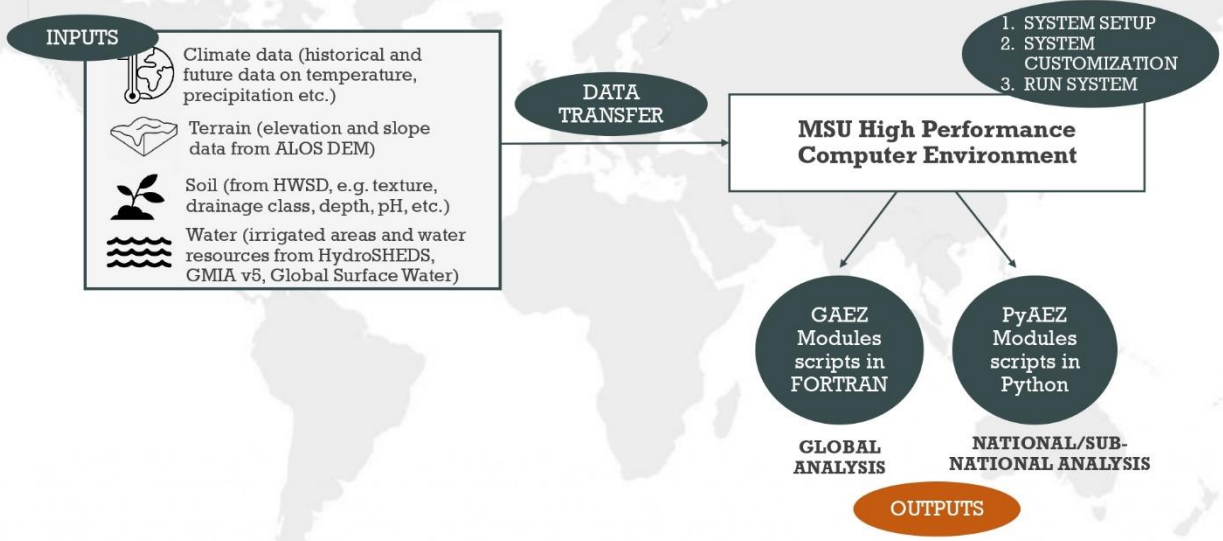 INPUTS
Climate data (historical and
future data on temperature,
precipitation etc.)
Terrain (elevation and slope
data from ALOS DEM)
Soil (from HWSD, e.g. texture,
drainage class, depth, pH, etc.)
Water (irrigated areas and water
resources from HydroSHEDS,
GMIA v5, Global Surface Water)
DATA
TRANSFER
1. SYSTEM SETUP
2. SYSTEM
CUSTOMIZATION
3. RUN SYSTEM
MSU High Performance
Computer Environment
GAEZ
Modules
scripts in
FORTRAN
PyAEZ
Modules
scripts in
Python
GLOBAL
ANALYSIS
NATIONAL/SUB-
NATIONAL ANALYSIS
OUTPUTS